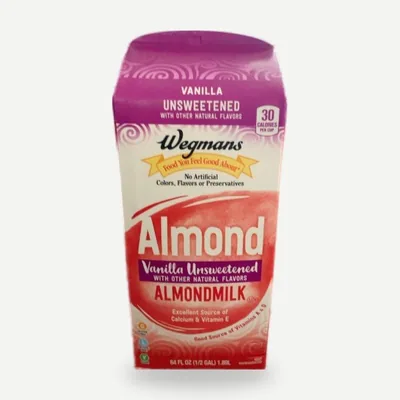 VANILLA
UNSWEETENED
WITH OTHER NATURAL FLAVORS
30
CALORIES
PER CUP
Wegmans
Food You Feel Good About
No Artificial
Colors, Flavors or Preservatives
Almond
Vanilla Unsweetened
WITH OTHER NATURAL FLAVORS
ALMONDMILK
Excellent Source of
Calcium & Vitamin E
Good Source of Vitamins A & D
64 FL OZ (1/2 GAL) 1.89L